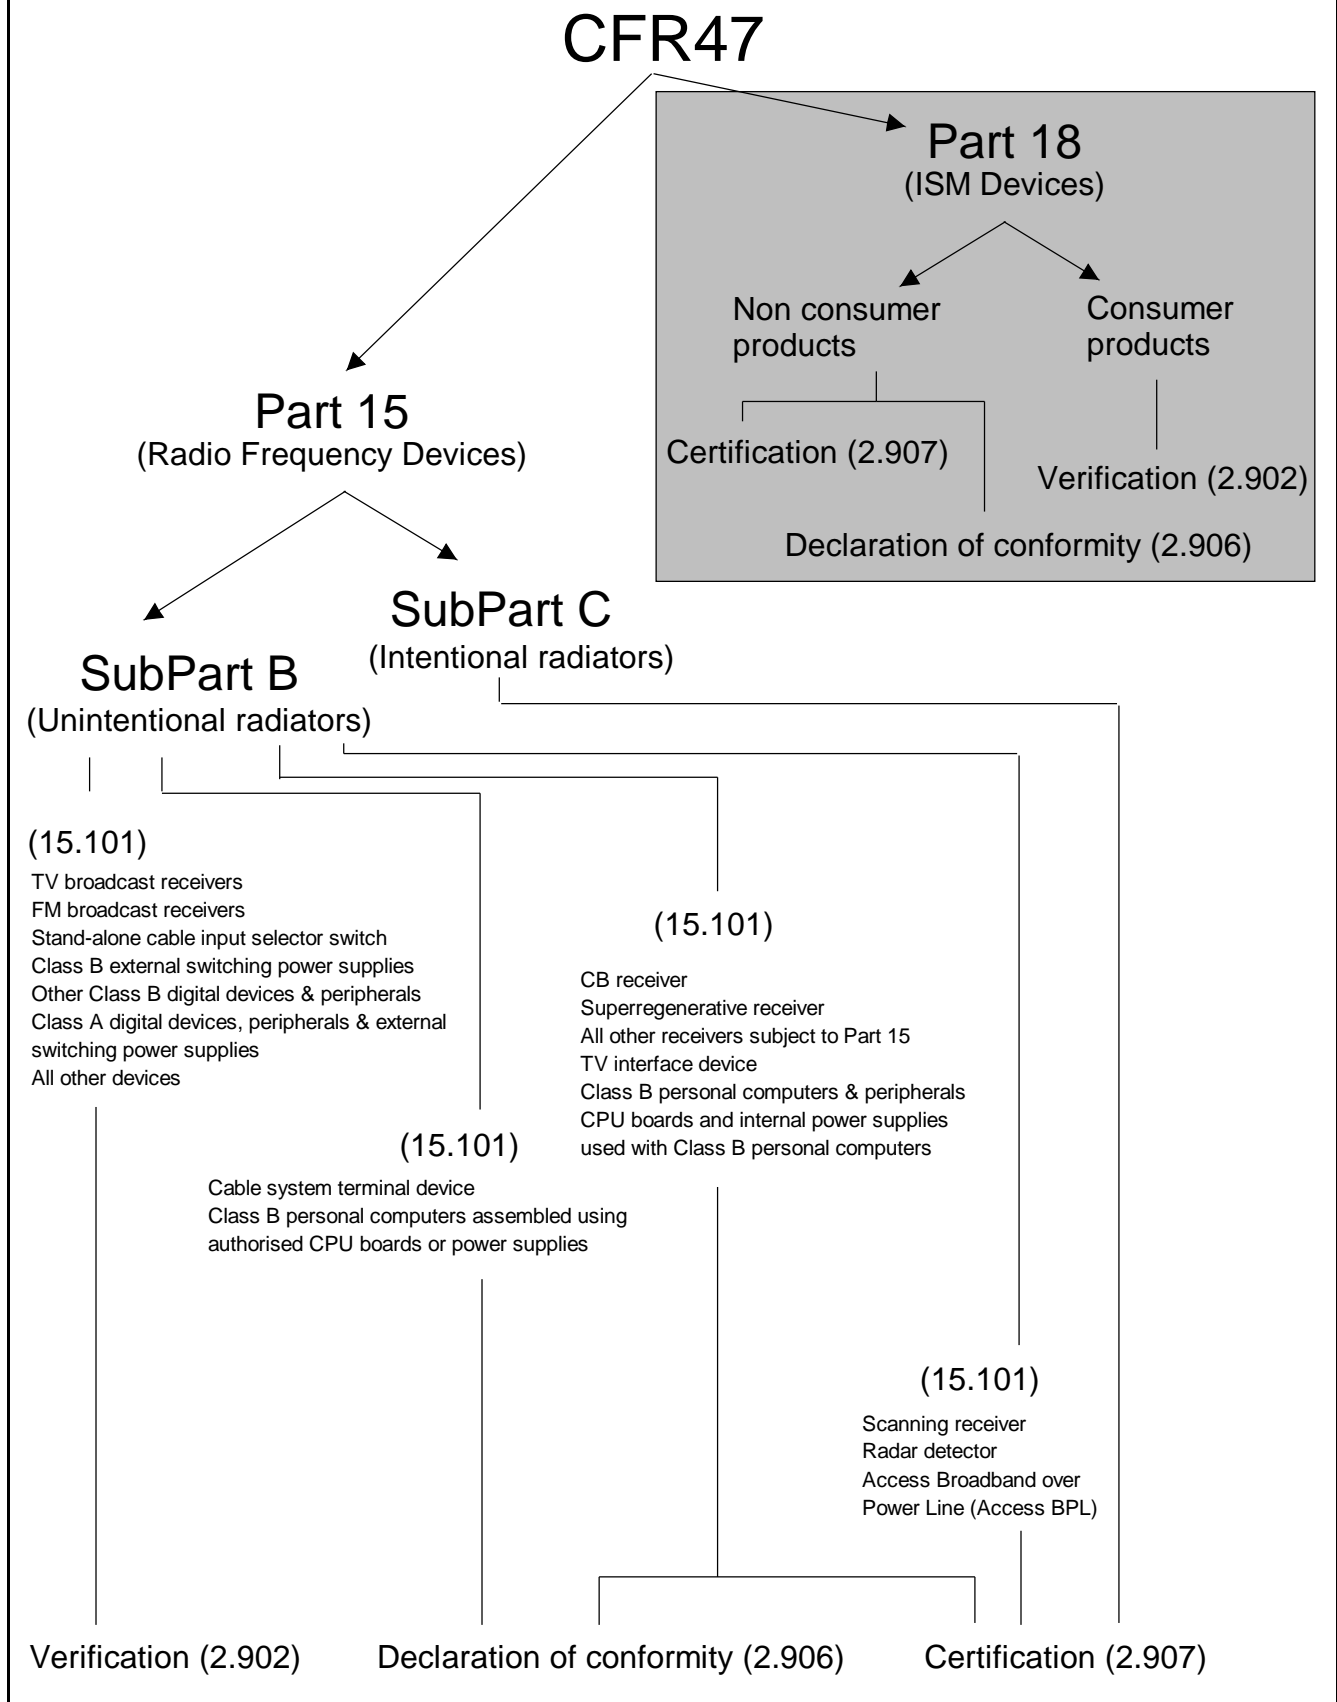 CFR47
Part 18
(ISM Devices)
Non consumer
products
Consumer
products
Certification (2.907)
Verification (2.902)
Declaration of conformity (2.906)
Part 15
(Radio Frequency Devices)
SubPart C
(Intentional radiators)
SubPart B
(Unintentional radiators)
(15.101)
TV broadcast receivers
FM broadcast receivers
Stand-alone cable input selector switch
Class B external switching power supplies
Other Class B digital devices & peripherals
Class A digital devices, peripherals & external
switching power supplies
All other devices
(15.101)
Cable system terminal device
Class B personal computers assembled using
authorised CPU boards or power supplies
(15.101)
CB receiver
Superregenerative receiver
All other receivers subject to Part 15
TV interface device
Class B personal computers & peripherals
CPU boards and internal power supplies
used with Class B personal computers
(15.101)
Scanning receiver
Radar detector
Access Broadband over
Power Line (Access BPL)
Verification (2.902)
Declaration of conformity (2.906)
Certification (2.907)